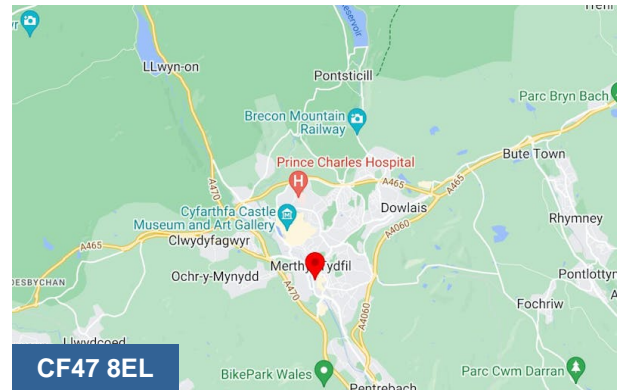 LLwyn-on
Pontsticill
Parc Bryn Bach
Brecon Mountain
Railway
Bute Town
Prince Charles Hospital
H
A465
A470
Dowlais
Cyfarthfa Castle
Museum and Art Gallery
A4060
Rhymney
Clwydyfagwyr
A465
Merthyr Tydfil
Ochr-y-Mynydd
A470
Pontlottyn
DESBYCHAN
Fochriw
A4060
Llwydcoed
CF47 8EL
BikePark Wales
Parc Cwm Darran
Pentrebach